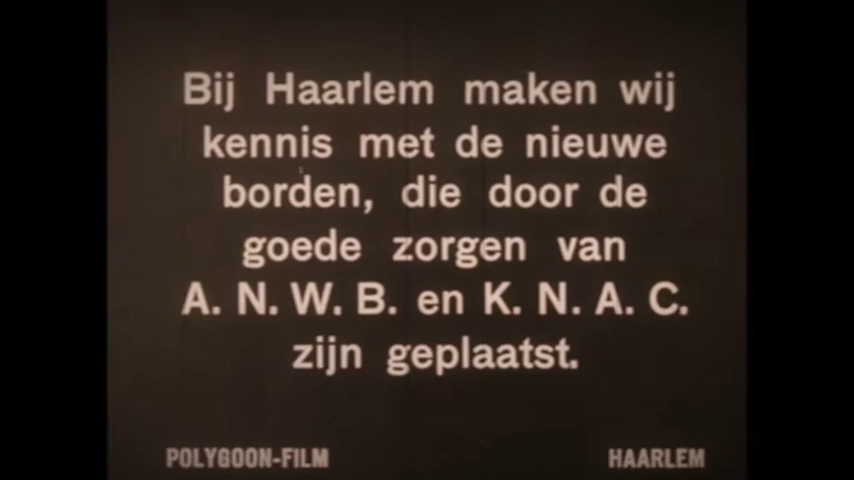 Bij Haarlem maken wij
kennis met de nieuwe
borden, die door de
goede zorgen van
A. N. W. B. en K. N. A. C.
zijn geplaatst.
POLYGOON-FILM HAARLEM